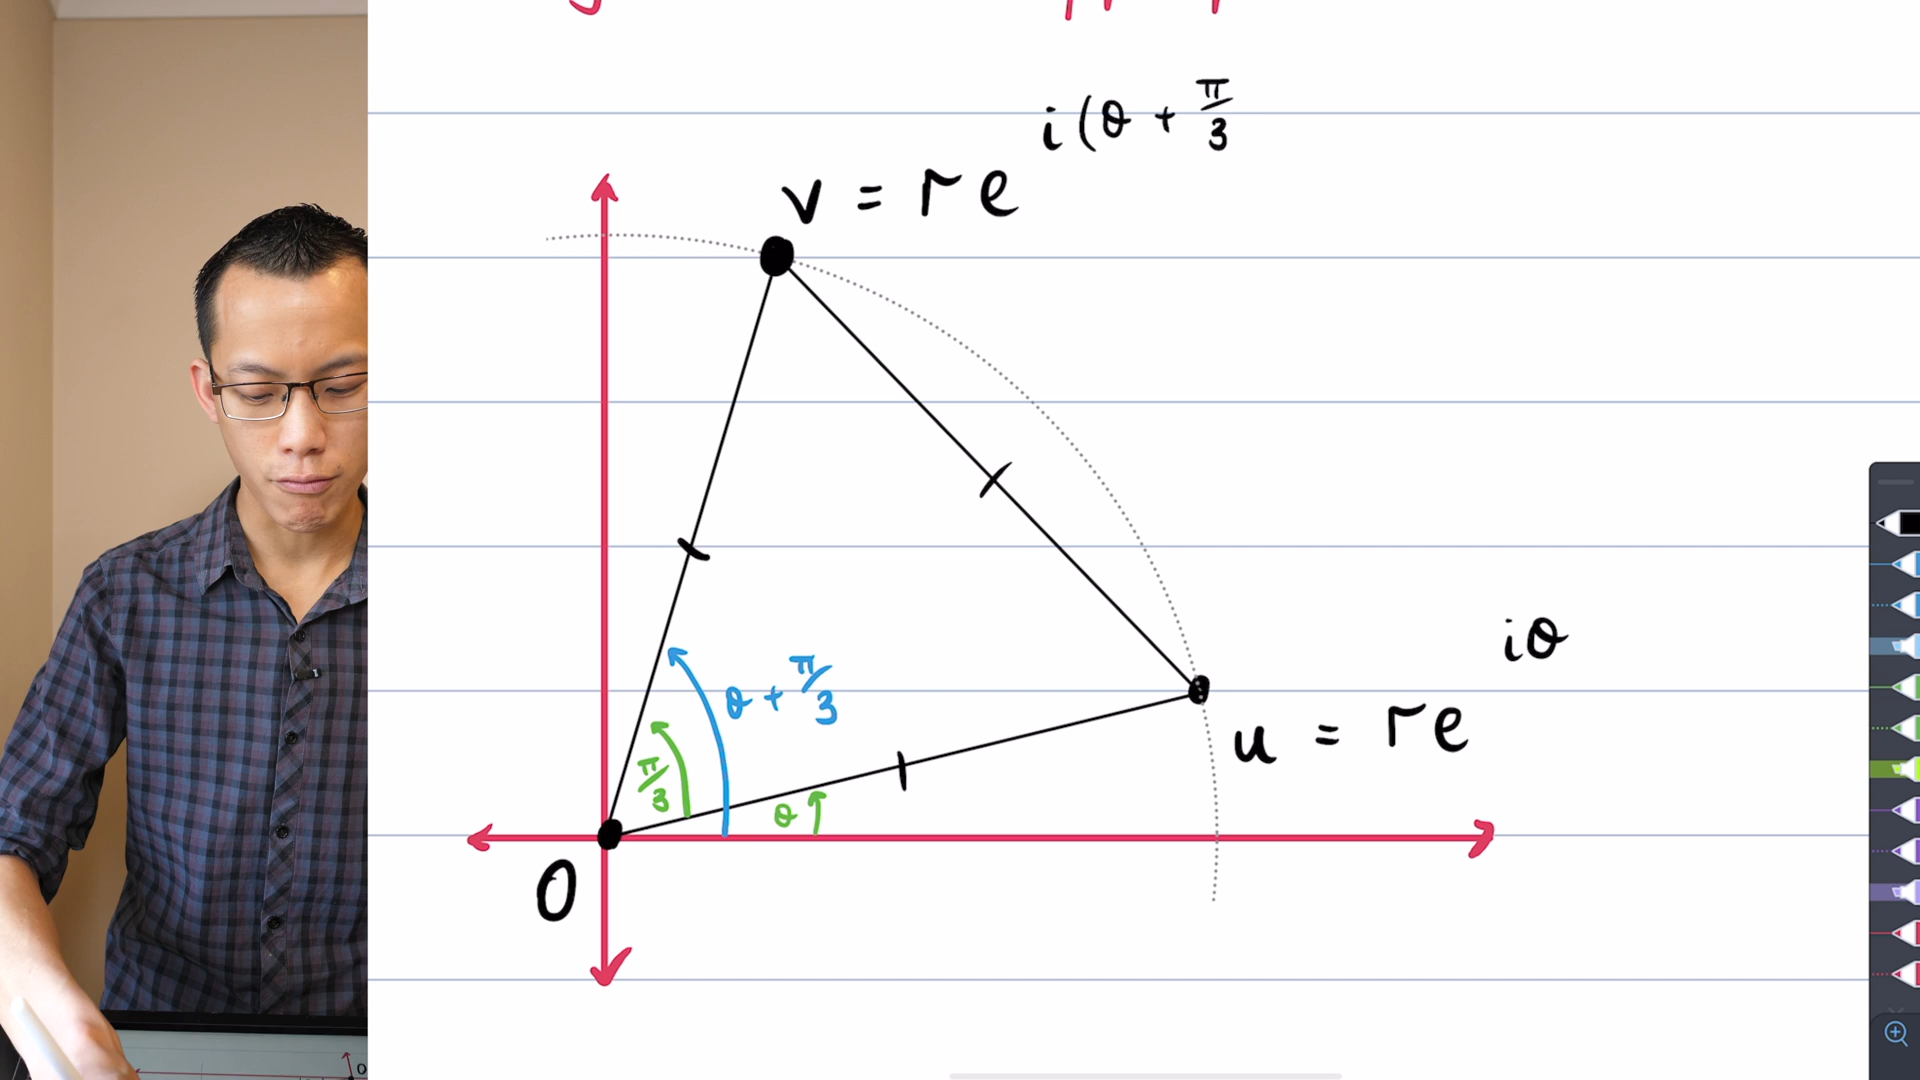 v = re^{i(θ + π/3}
θ + π/3
π/3
θ
u = re^{iθ}
O